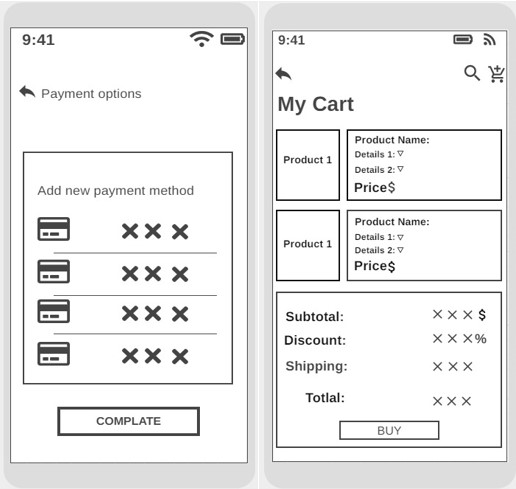 9:41
Payment options
Add new payment method
COMPLATE
9:41
My Cart
Product 1
Product Name:
Details 1:
Details 2:
Price$
Product 1
Product Name:
Details 1:
Details 2:
Price$
Subtotal: $
Discount: %
Shipping:
Totlal:
BUY